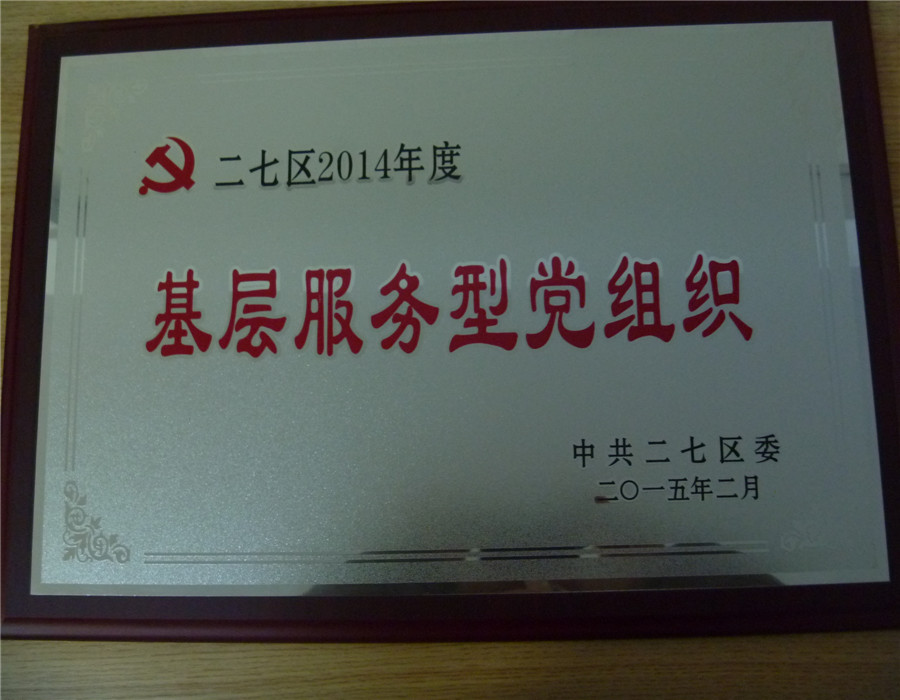 二七区2014年度
基层服务型党组织
中共二七区委
二〇一五年二月